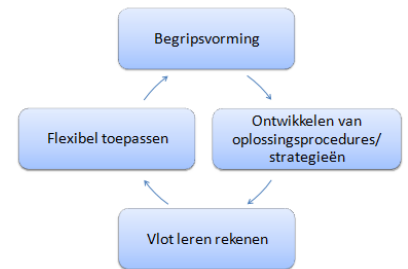 Begripsvorming
Flexibel toepassen
Ontwikkelen van
oplossingsprocedures/
strategieën
Vlot leren rekenen